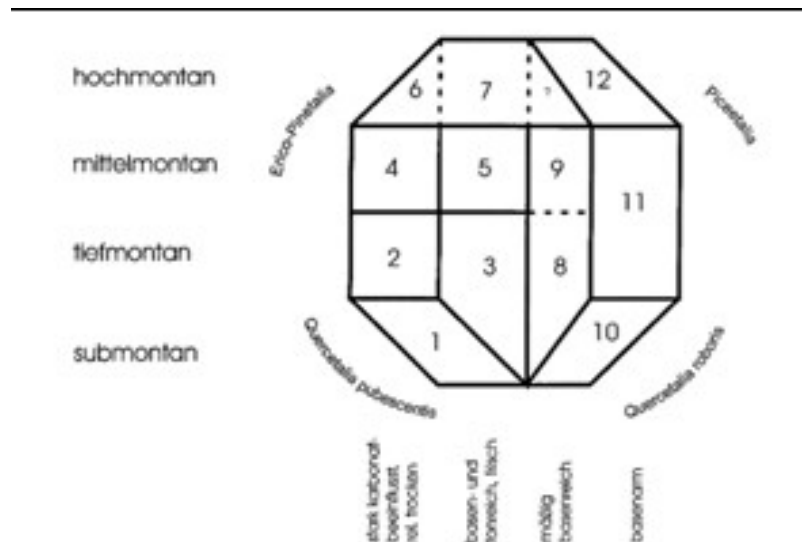 hochmontan
6 7 ? 12
Erico-Pinetalia
Piceetalia
mittelmontan
4 5 9
11
tiefmontan
2 3 8
submontan
1 10
Quercetalia pubescentis
Quercetalia roboris
stark karbonat-
beeinflusst,
rel. trocken
basen- und
tonreich, frisch
mäßig
basenreich
basenarm